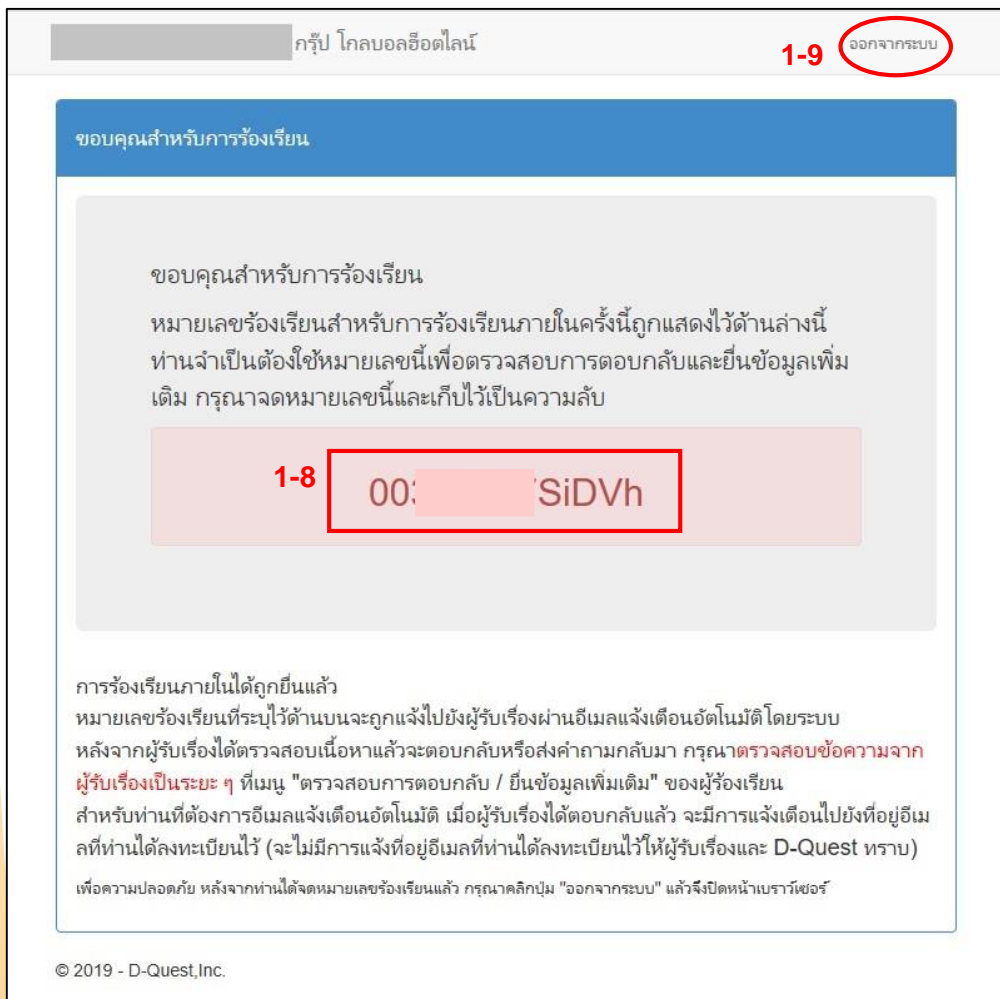 กรุ๊ป โกลบอลฮ็อตไลน์
1-9 ออกจากระบบ
ขอบคุณสำหรับการร้องเรียน
ขอบคุณสำหรับการร้องเรียน
หมายเลขร้องเรียนสำหรับการร้องเรียนภายในครั้งนี้ถูกแสดงไว้ด้านล่างนี้
ท่านจำเป็นต้องใช้หมายเลขนี้เพื่อตรวจสอบการตอบกลับและยื่นข้อมูลเพิ่ม
เติม กรุณาจดหมายเลขนี้และเก็บไว้เป็นความลับ
1-8 003 SiDVh
การร้องเรียนภายในได้ถูกยื่นแล้ว
หมายเลขร้องเรียนที่ระบุไว้ด้านบนจะถูกแจ้งไปยังผู้รับเรื่องผ่านอีเมลแจ้งเตือนอัตโนมัติโดยระบบ
หลังจากผู้รับเรื่องได้ตรวจสอบเนื้อหาแล้วจะตอบกลับหรือส่งคำถามกลับมา กรุณาตรวจสอบข้อความจาก
ผู้รับเรื่องเป็นระยะ ๆ ที่เมนู "ตรวจสอบการตอบกลับ / ยื่นข้อมูลเพิ่มเติม" ของผู้ร้องเรียน
สำหรับท่านที่ต้องการอีเมลแจ้งเตือนอัตโนมัติ เมื่อผู้รับเรื่องได้ตอบกลับแล้ว จะมีการแจ้งเตือนไปยังที่อยู่อีเม
ลที่ท่านได้ลงทะเบียนไว้ (จะไม่มีการแจ้งที่อยู่อีเมลที่ท่านได้ลงทะเบียนไว้ให้ผู้รับเรื่องและ D-Quest ทราบ)
เพื่อความปลอดภัย หลังจากท่านได้จดหมายเลขร้องเรียนแล้ว กรุณาคลิกปุ่ม "ออกจากระบบ" แล้วจึงปิดหน้าเบราว์เซอร์
© 2019 - D-Quest,Inc.